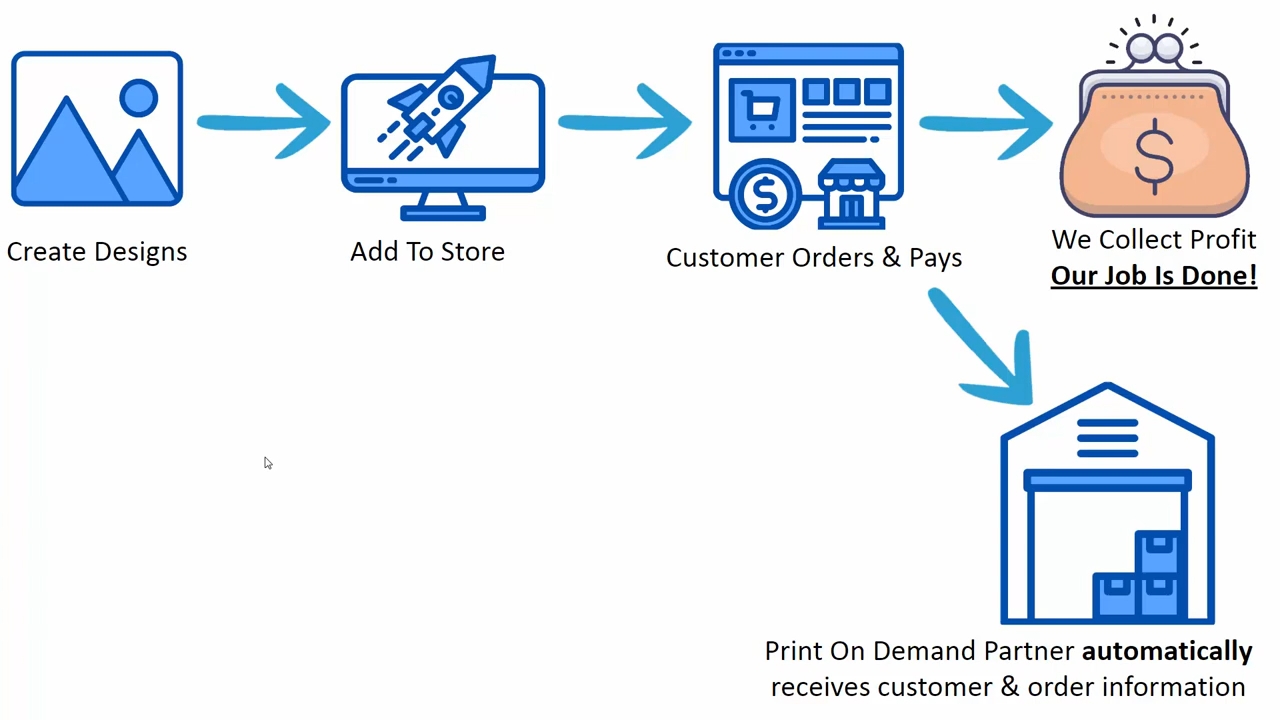 Create Designs
Add To Store
Customer Orders & Pays
We Collect Profit
Our Job Is Done!
Print On Demand Partner automatically
receives customer & order information